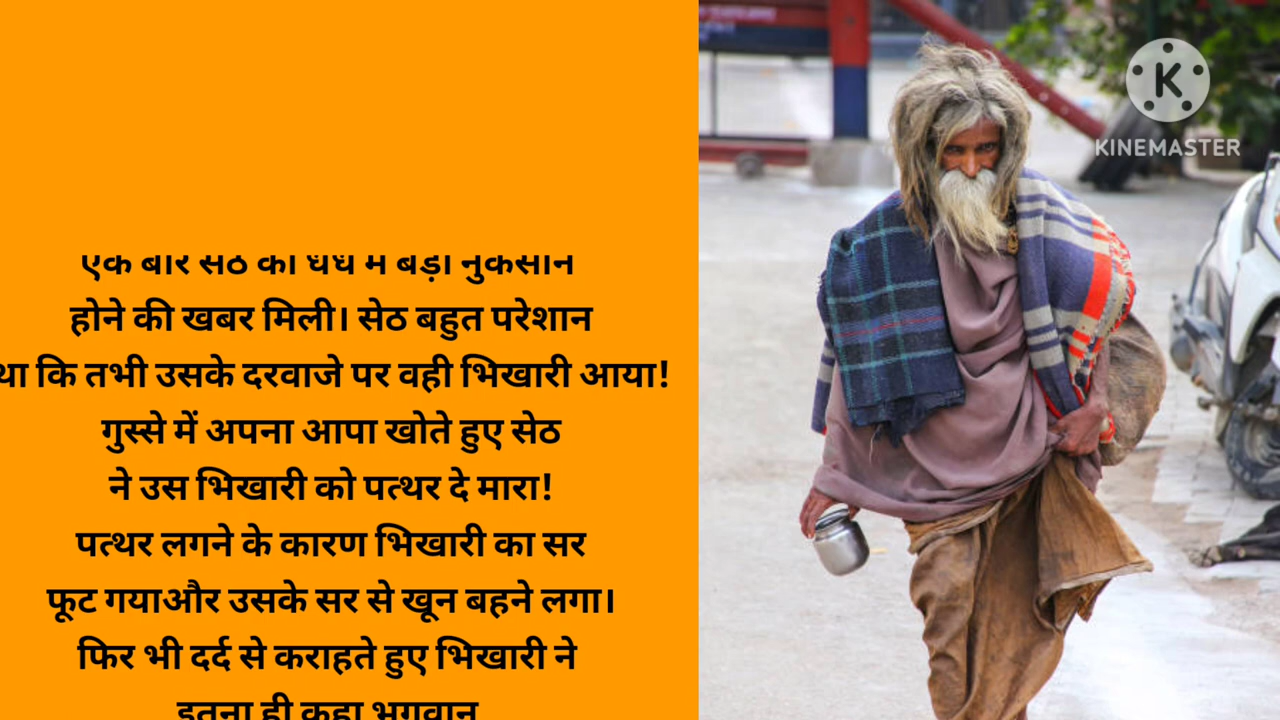 एक बार सेठ को धंधे में बड़ा नुकसान
होने की खबर मिली। सेठ बहुत परेशान
था कि तभी उसके दरवाजे पर वही भिखारी आया!
गुस्से में अपना आपा खोते हुए सेठ
ने उस भिखारी को पत्थर दे मारा!
पत्थर लगने के कारण भिखारी का सर
फूट गयाऔर उसके सर से खून बहने लगा।
फिर भी दर्द से कराहते हुए भिखारी ने
इतना ही कहा भगवान
K
KINEMASTER